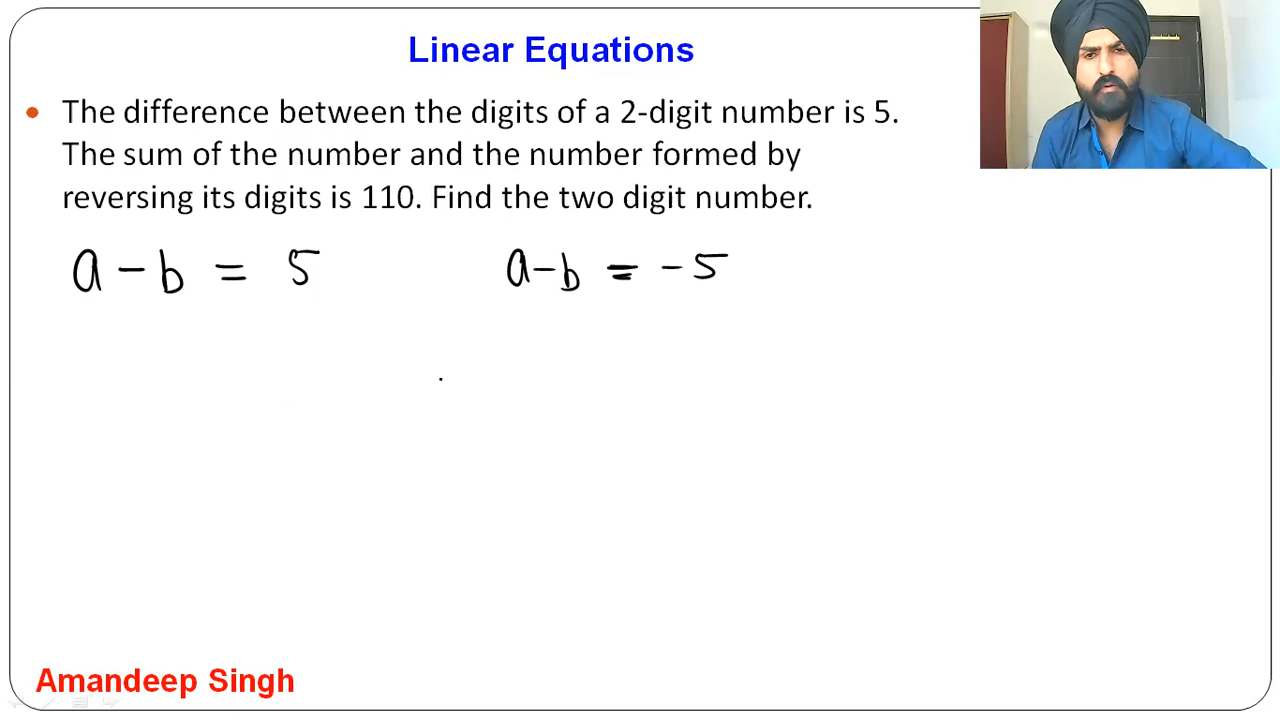 Linear Equations
• The difference between the digits of a 2-digit number is 5.
The sum of the number and the number formed by
reversing its digits is 110. Find the two digit number.
a - b = 5 a - b = - 5
Amandeep Singh